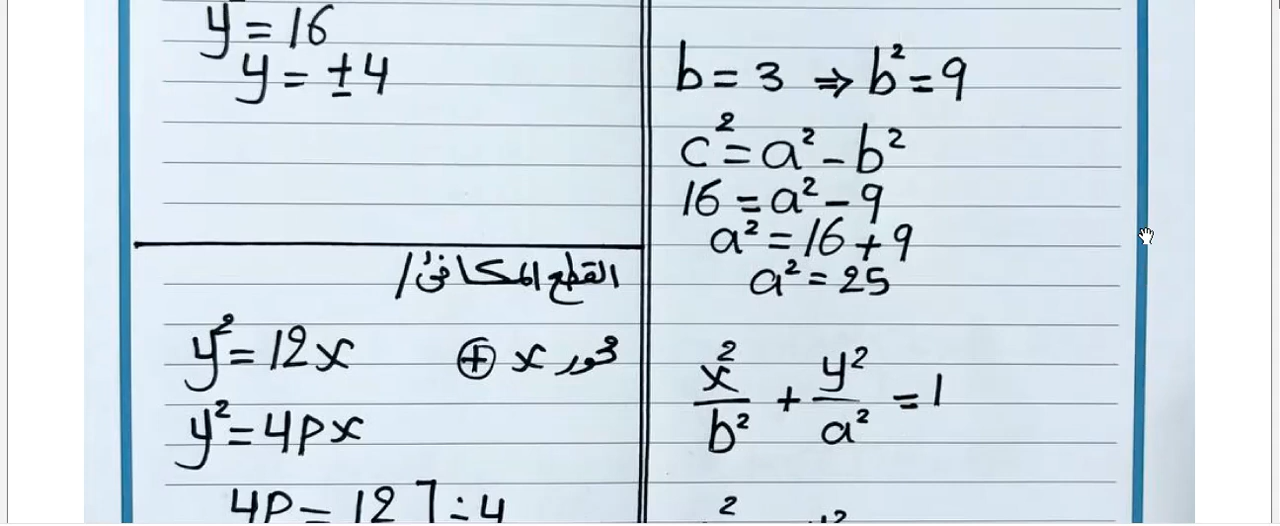 y² = 16
y = ±4
القطع المكافئ /
y² = 12x ⊕ x محور
y² = 4px
4p = 12] ÷ 4
b = 3 ⇒ b² = 9
c² = a² - b²
16 = a² - 9
a² = 16 + 9
a² = 25
x²/b² + y²/a² = 1